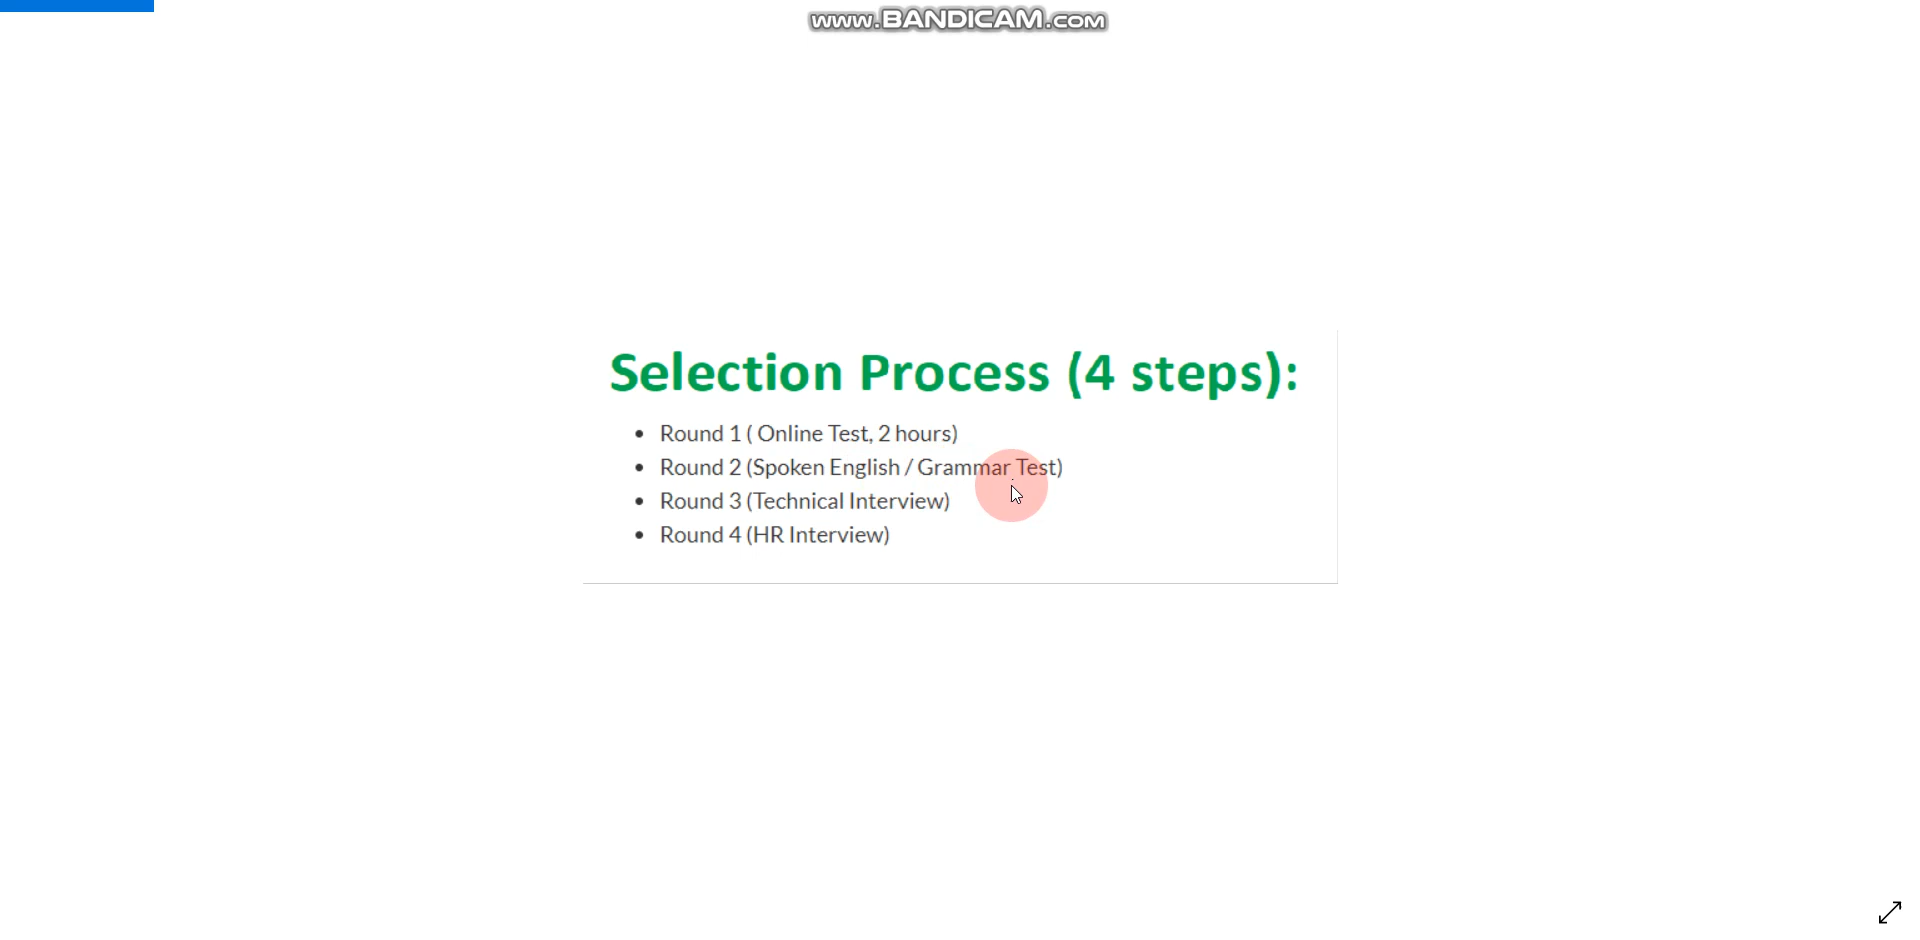 www.BANDICAM.com
Selection Process (4 steps):
• Round 1 ( Online Test, 2 hours)
• Round 2 (Spoken English / Grammar Test)
• Round 3 (Technical Interview)
• Round 4 (HR Interview)